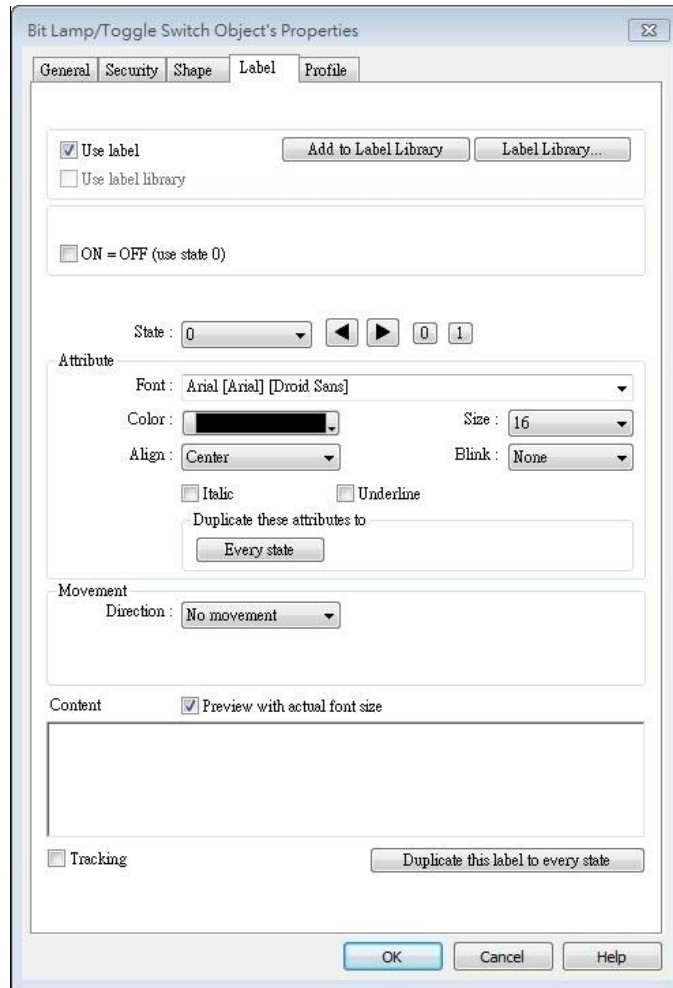 Bit Lamp/Toggle Switch Object's Properties
General Security Shape Label Profile
Use label Add to Label Library Label Library...
Use label library
ON = OFF (use state 0)
State : 0 0 1
Attribute
Font : Arial [Arial] [Droid Sans]
Color : Size : 16
Align : Center Blink : None
Italic Underline
Duplicate these attributes to
Every state
Movement
Direction : No movement
Content Preview with actual font size
Tracking Duplicate this label to every state
OK Cancel Help